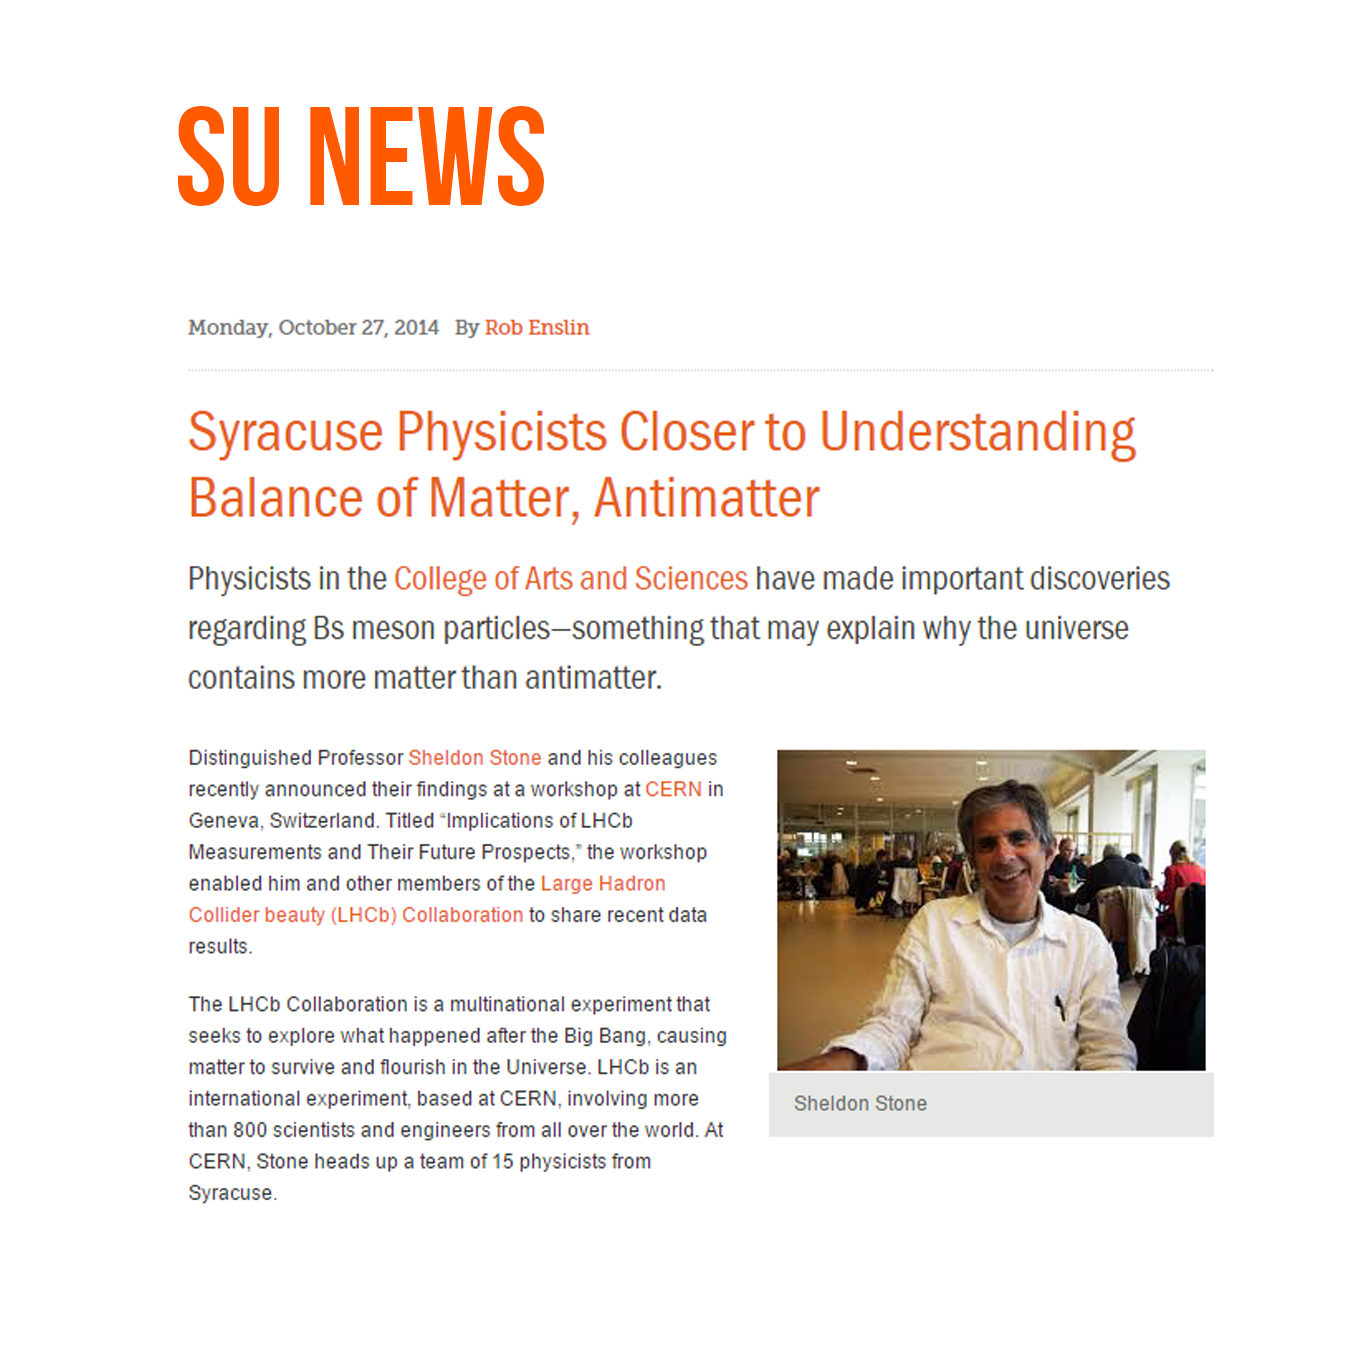 SU NEWS
Monday, October 27, 2014 By Rob Enslin
Syracuse Physicists Closer to Understanding
Balance of Matter, Antimatter
Physicists in the College of Arts and Sciences have made important discoveries
regarding Bs meson particles—something that may explain why the universe
contains more matter than antimatter.
Distinguished Professor Sheldon Stone and his colleagues
recently announced their findings at a workshop at CERN in
Geneva, Switzerland. Titled “Implications of LHCb
Measurements and Their Future Prospects,” the workshop
enabled him and other members of the Large Hadron
Collider beauty (LHCb) Collaboration to share recent data
results.
The LHCb Collaboration is a multinational experiment that
seeks to explore what happened after the Big Bang, causing
matter to survive and flourish in the Universe. LHCb is an
international experiment, based at CERN, involving more
than 800 scientists and engineers from all over the world. At
CERN, Stone heads up a team of 15 physicists from
Syracuse.
Sheldon Stone